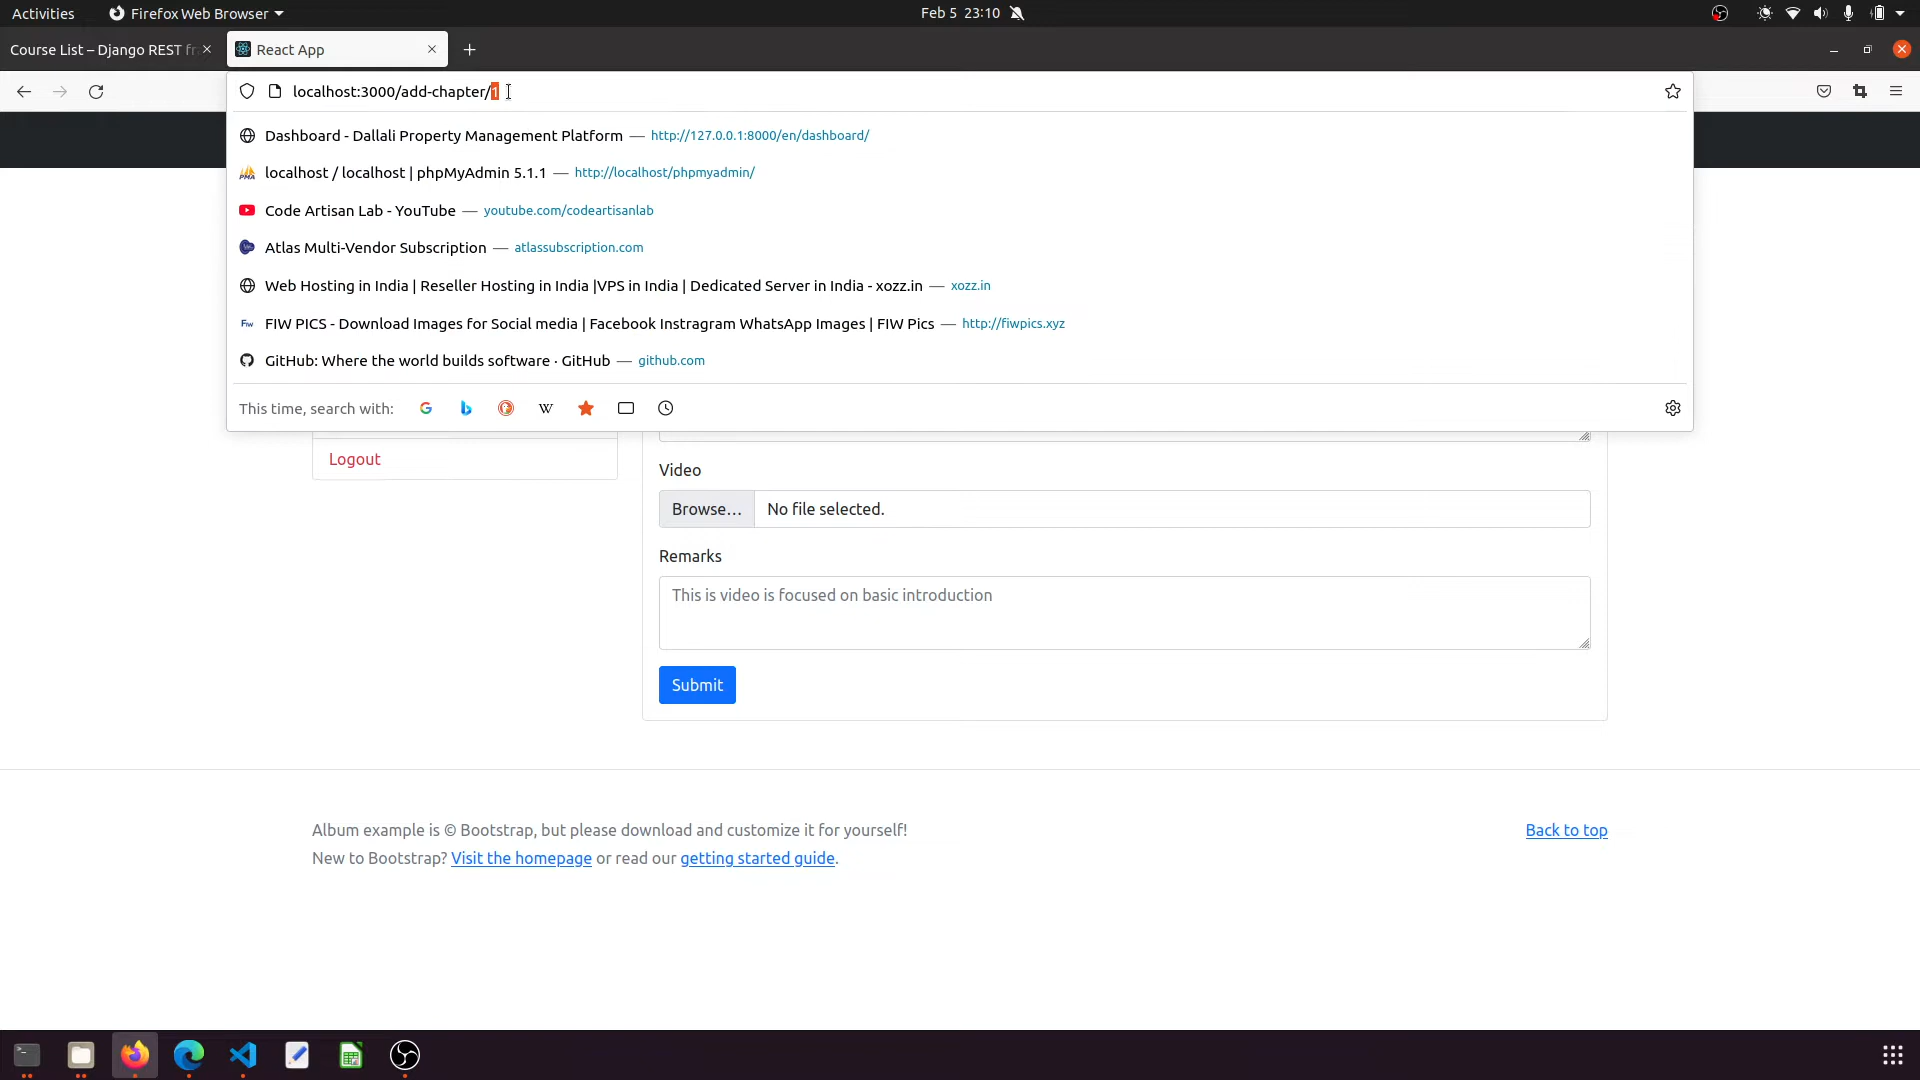 Activities
Firefox Web Browser
Feb 5 23:10
Course List – Django REST fr
React App
localhost:3000/add-chapter/1
Dashboard - Dallali Property Management Platform — http://127.0.0.1:8000/en/dashboard/
localhost / localhost | phpMyAdmin 5.1.1 — http://localhost/phpmyadmin/
Code Artisan Lab - YouTube — youtube.com/codeartisanlab
Atlas Multi-Vendor Subscription — atlassubscription.com
Web Hosting in India | Reseller Hosting in India |VPS in India | Dedicated Server in India - xozz.in — xozz.in
FIW PICS - Download Images for Social media | Facebook Instragram WhatsApp Images | FIW Pics — http://fiwpics.xyz
GitHub: Where the world builds software · GitHub — github.com
This time, search with:
Logout
Video
Browse… No file selected.
Remarks
This is video is focused on basic introduction
Submit
Album example is © Bootstrap, but please download and customize it for yourself!
Back to top
New to Bootstrap? Visit the homepage or read our getting started guide.